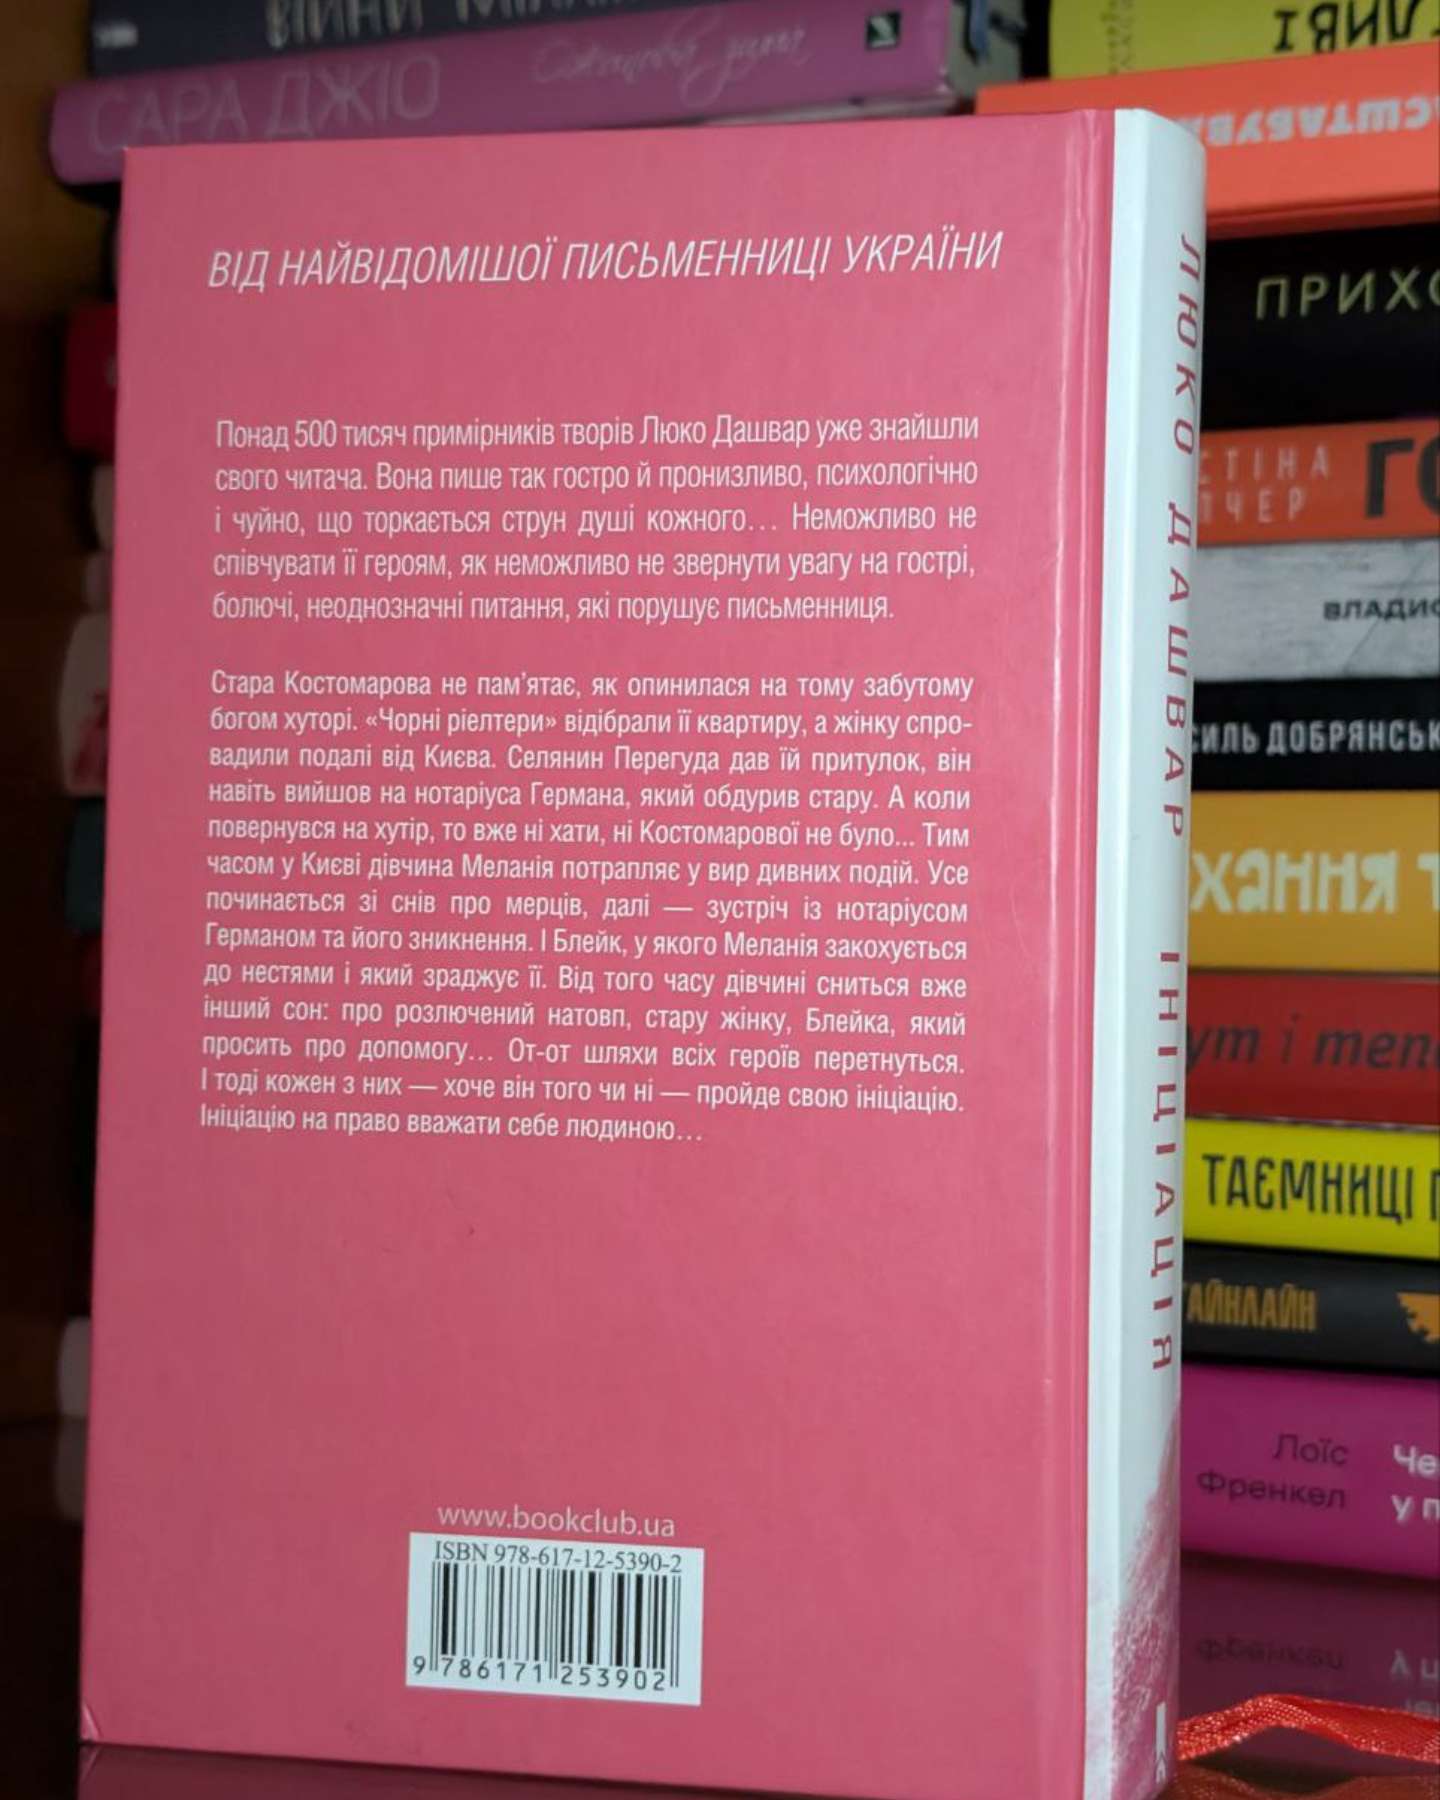 САРА ДЖІО
ВІД НАЙВІДОМІШОЇ ПИСЬМЕННИЦІ УКРАЇНИ
Понад 500 тисяч примірників творів Люко Дашвар уже знайшли
свого читача. Вона пише так гостро й пронизливо, психологічно
і чуйно, що торкається струн душі кожного… Неможливо не
співчувати її героям, як неможливо не звернути увагу на гострі,
болючі, неоднозначні питання, які порушує письменниця.
Стара Костомарова не пам’ятає, як опинилася на тому забутому
богом хуторі. «Чорні ріелтери» відібрали її квартиру, а жінку спро-
вадили подалі від Києва. Селянин Перегуда дав їй притулок, він
навіть вийшов на нотаріуса Германа, який обдурив стару. А коли
повернувся на хутір, то вже ні хати, ні Костомарової не було... Тим
часом у Києві дівчина Меланія потрапляє у вир дивних подій. Усе
починається зі снів про мерців, далі — зустріч із нотаріусом
Германом та його зникнення. І Блейк, у якого Меланія закохується
до нестями і який зраджує її. Від того часу дівчині сниться вже
інший сон: про розлючений натовп, стару жінку, Блейка, який
просить про допомогу… От-от шляхи всіх героїв перетнуться.
І тоді кожен з них — хоче він того чи ні — пройде свою ініціацію.
Ініціацію на право вважати себе людиною…
www.bookclub.ua
ISBN 978-617-12-5390-2
9 786171 253902
ЛЮКО ДАШВАР ІНІЦІАЦІЯ
ДОБРЯНСЬК
ТАЄМНИЦІ
Лоїс
Френкел
Че
у п